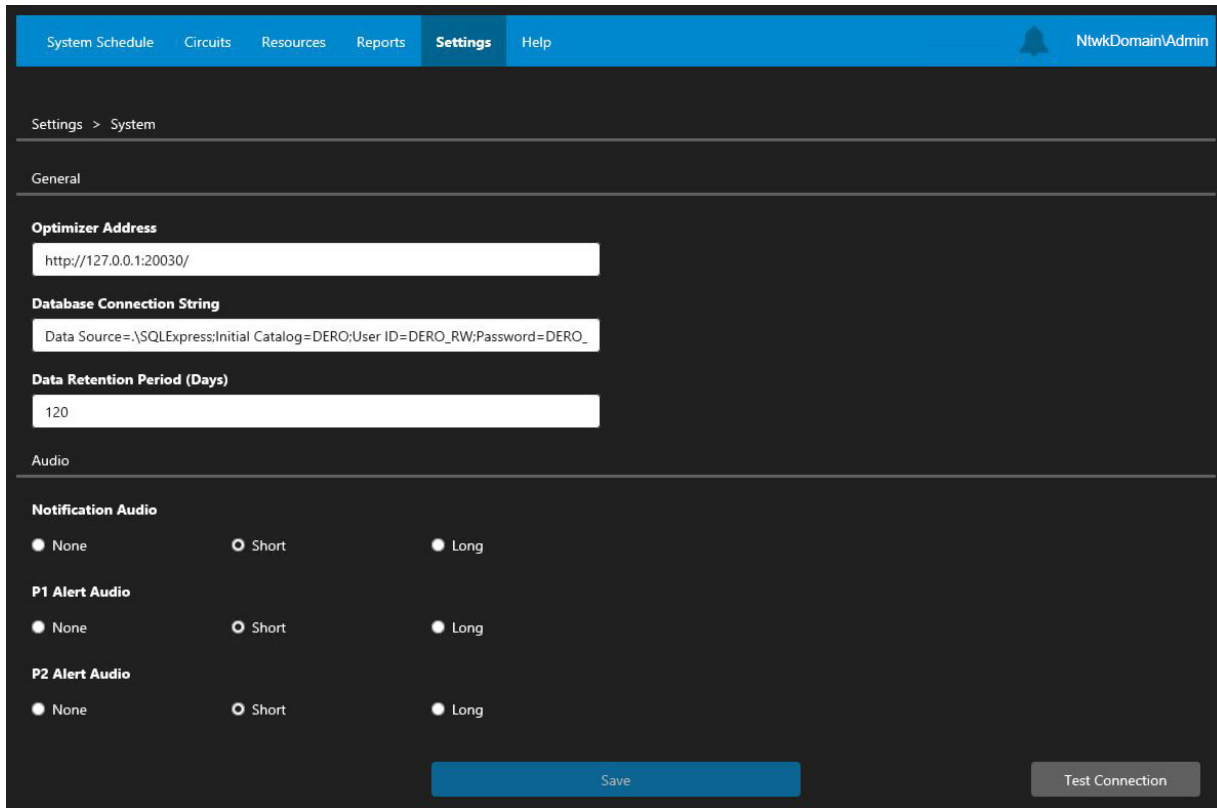 System Schedule Circuits Resources Reports Settings Help NtwkDomain\Admin
Settings > System
General
Optimizer Address
http://127.0.0.1:20030/
Database Connection String
Data Source=.\SQLExpress;Initial Catalog=DERO;User ID=DERO_RW;Password=DERO_
Data Retention Period (Days)
120
Audio
Notification Audio
None Short Long
P1 Alert Audio
None Short Long
P2 Alert Audio
None Short Long
Save Test Connection